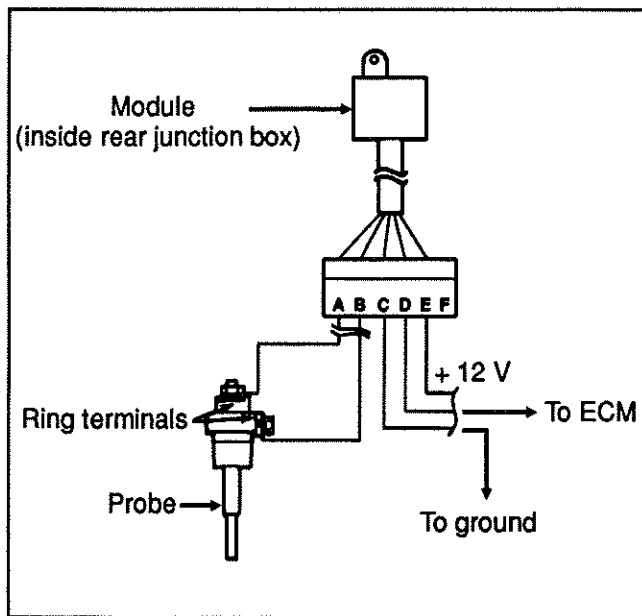 Module
(inside rear junction box)
A B C D E F
+ 12 V
Ring terminals
To ECM
Probe
To ground